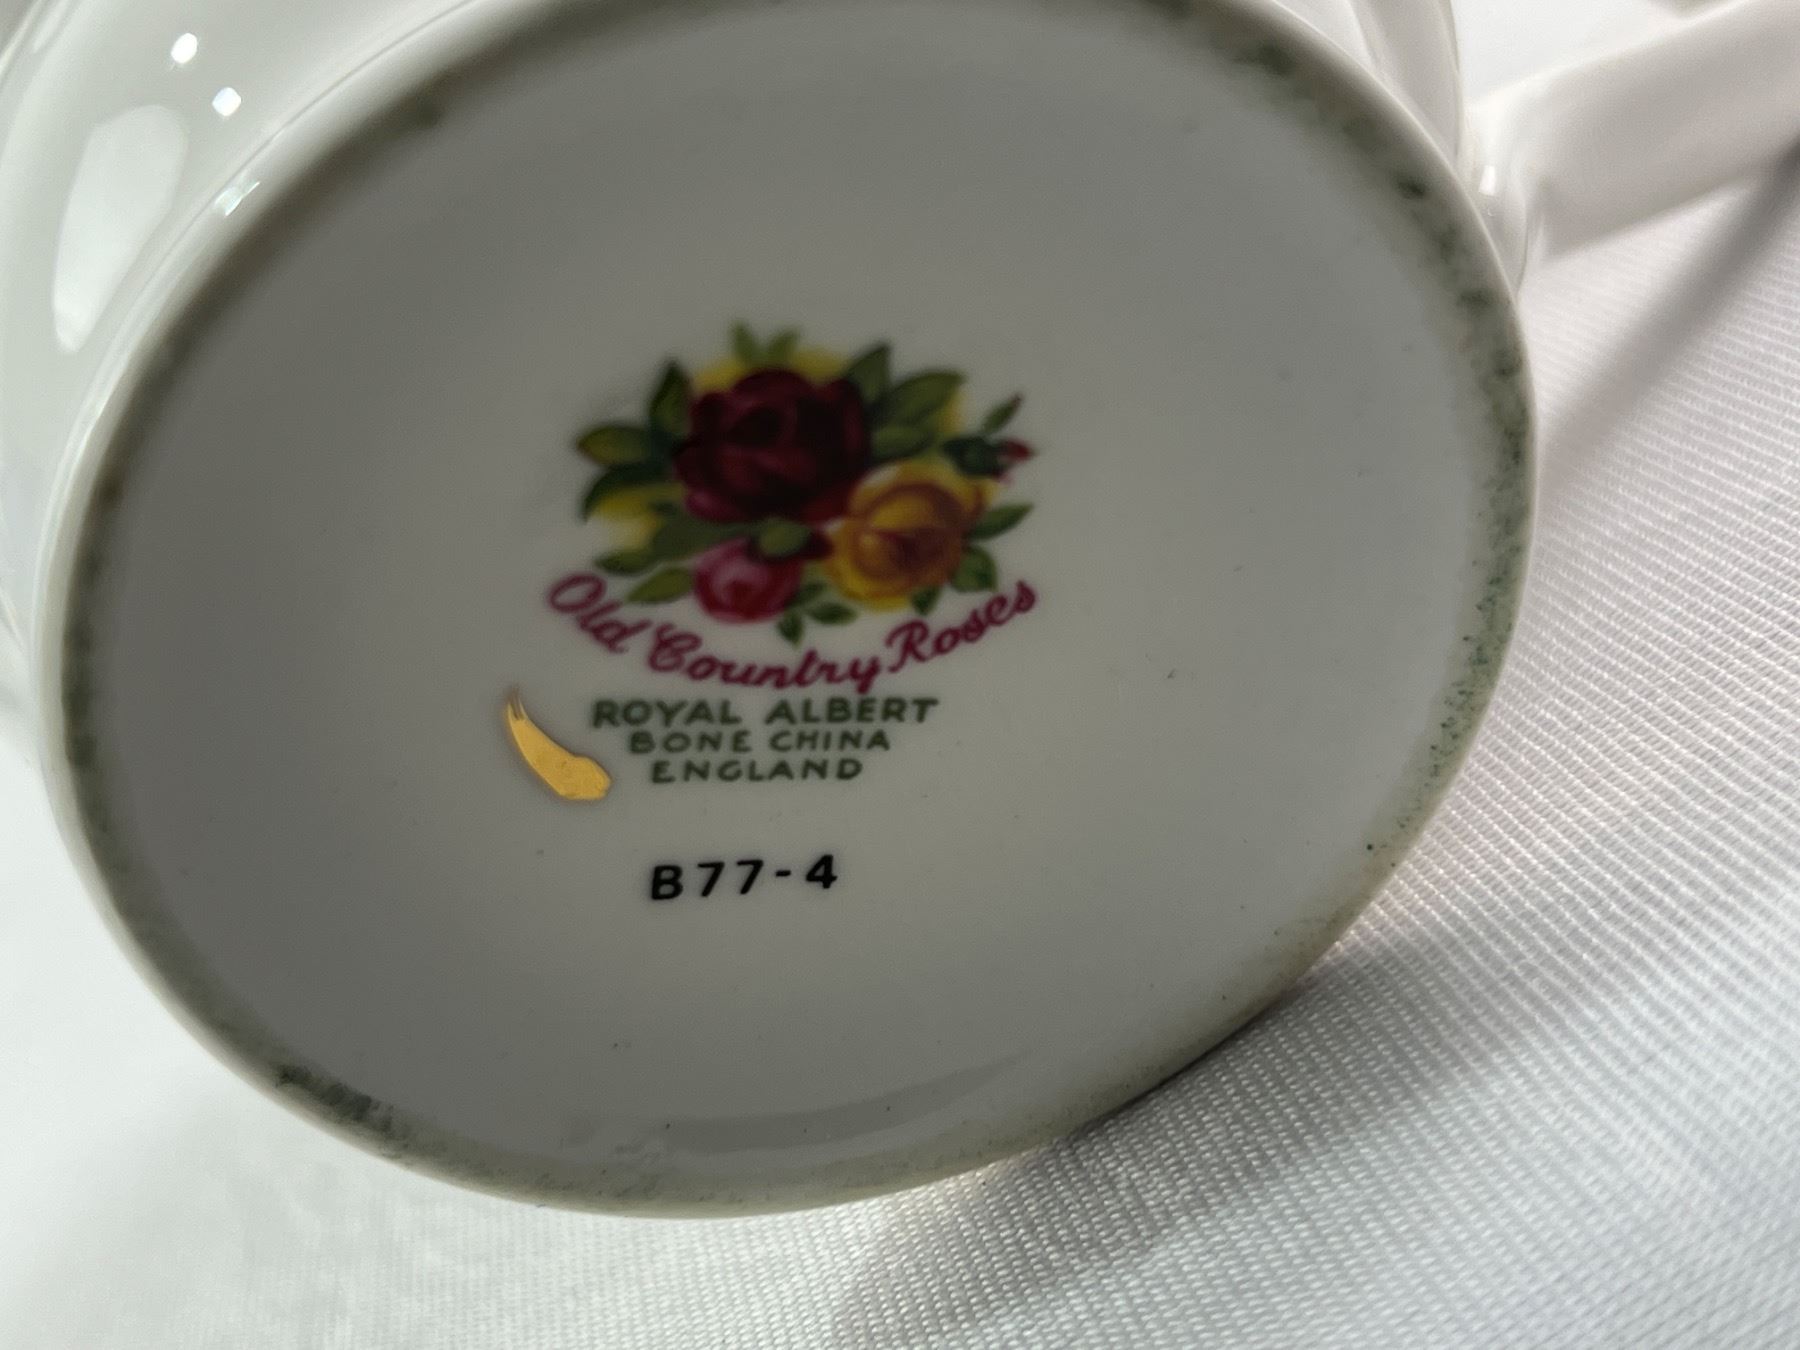 Old Country Roses
ROYAL ALBERT
BONE CHINA
ENGLAND
B77-4